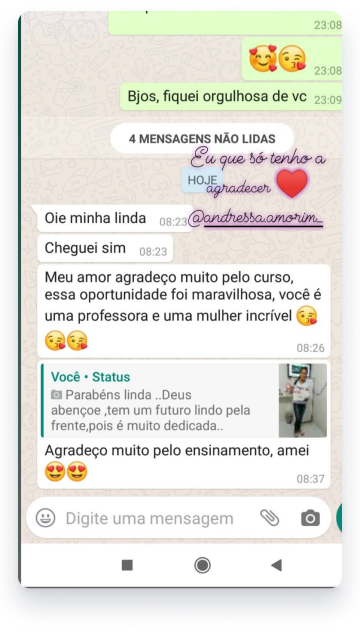 23:08
23:08
Bjos, fiquei orgulhosa de vc 23:09
4 MENSAGENS NÃO LIDAS
Eu que só tenho a
HOJE
agradecer
Oie minha linda 08:23
@andressa.amorim_
Cheguei sim 08:23
Meu amor agradeço muito pelo curso,
essa oportunidade foi maravilhosa, você é
uma professora e uma mulher incrível 😘
😘😘
08:26
Você • Status
Parabéns linda ..Deus
abençoe ,tem um futuro lindo pela
frente,pois é muito dedicada..
Agradeço muito pelo ensinamento, amei
😍😍
08:37
Digite uma mensagem